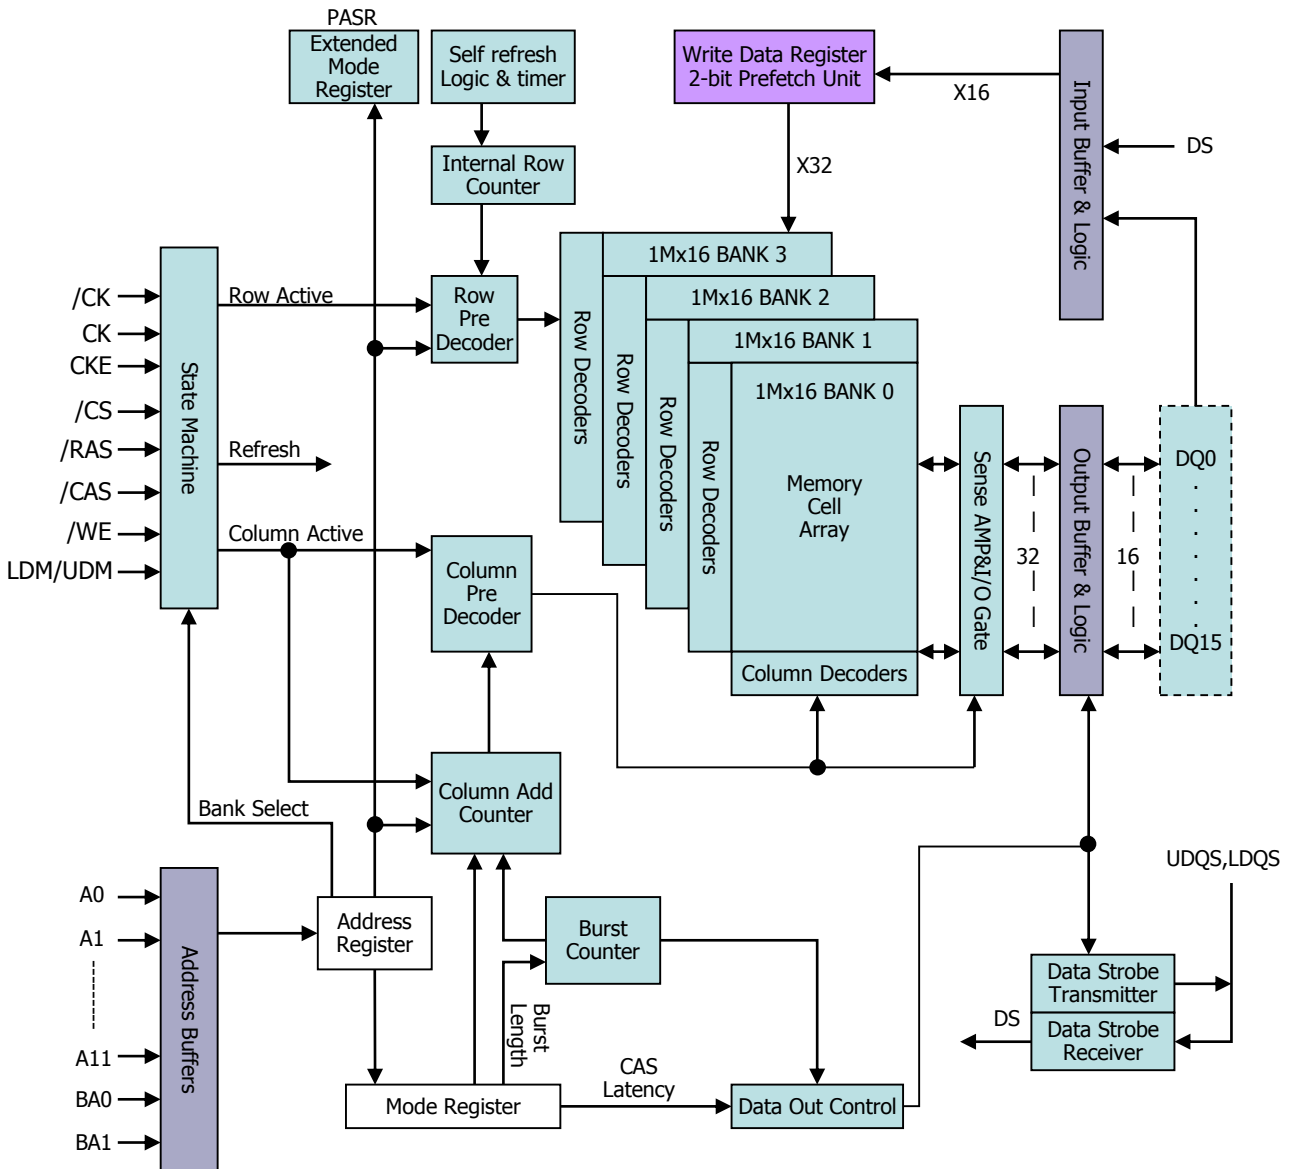 PASR
Extended
Mode
Register
Self refresh
Logic & timer
Write Data Register
2-bit Prefetch Unit
X16
Input Buffer & Logic
DS
Internal Row
Counter
X32
1Mx16 BANK 3
1Mx16 BANK 2
1Mx16 BANK 1
1Mx16 BANK 0
Row Decoders
Row Decoders
Row Decoders
Row Decoders
Memory
Cell
Array
Column Decoders
/CK
CK
CKE
/CS
/RAS
/CAS
/WE
LDM/UDM
State Machine
Row Active
Refresh
Column Active
Row
Pre
Decoder
Column
Pre
Decoder
Sense AMP&I/O Gate
32
Output Buffer & Logic
16
DQ0
DQ15
Column Add
Counter
Bank Select
A0
A1
A11
BA0
BA1
Address Buffers
Address
Register
Burst
Counter
Burst
Length
Mode Register
CAS
Latency
Data Out Control
UDQS,LDQS
Data Strobe
Transmitter
DS
Data Strobe
Receiver